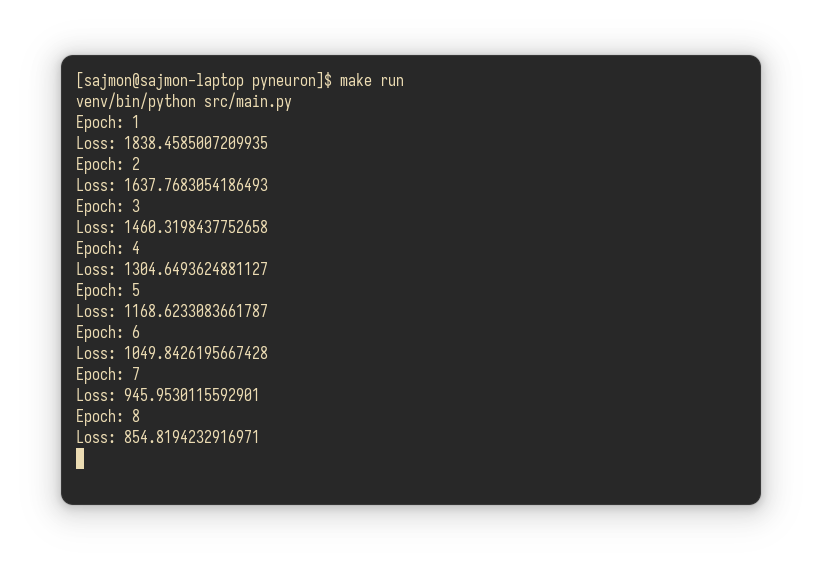 [sajmon@sajmon-laptop pyneuron]$ make run
venv/bin/python src/main.py
Epoch: 1
Loss: 1838.4585007209935
Epoch: 2
Loss: 1637.7683054186493
Epoch: 3
Loss: 1460.3198437752658
Epoch: 4
Loss: 1304.6493624881127
Epoch: 5
Loss: 1168.6233083661787
Epoch: 6
Loss: 1049.8426195667428
Epoch: 7
Loss: 945.9530115592901
Epoch: 8
Loss: 854.8194232916971